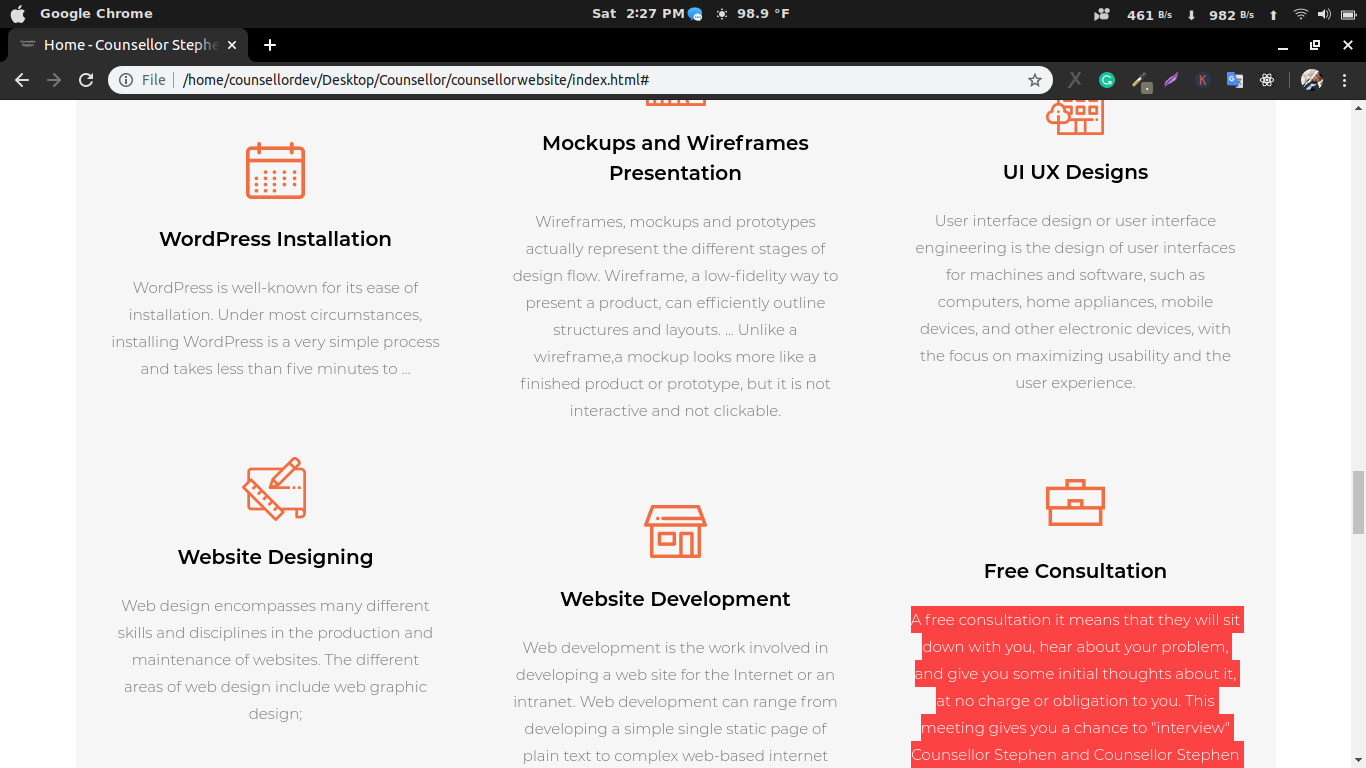 Google Chrome
Sat 2:27 PM 98.9 °F
461 B/s 982 B/s
Home - Counsellor Stephe
File
/home/counsellordev/Desktop/Counsellor/counsellorwebsite/index.html#
WordPress Installation
WordPress is well-known for its ease of
installation. Under most circumstances,
installing WordPress is a very simple process
and takes less than five minutes to ...
Mockups and Wireframes
Presentation
Wireframes, mockups and prototypes
actually represent the different stages of
design flow. Wireframe, a low-fidelity way to
present a product, can efficiently outline
structures and layouts. ... Unlike a
wireframe,a mockup looks more like a
finished product or prototype, but it is not
interactive and not clickable.
UI UX Designs
User interface design or user interface
engineering is the design of user interfaces
for machines and software, such as
computers, home appliances, mobile
devices, and other electronic devices, with
the focus on maximizing usability and the
user experience.
Website Designing
Web design encompasses many different
skills and disciplines in the production and
maintenance of websites. The different
areas of web design include web graphic
design;
Website Development
Web development is the work involved in
developing a web site for the Internet or an
intranet. Web development can range from
developing a simple single static page of
plain text to complex web-based internet
Free Consultation
A free consultation it means that they will sit
down with you, hear about your problem,
and give you some initial thoughts about it,
at no charge or obligation to you. This
meeting gives you a chance to "interview"
Counsellor Stephen and Counsellor Stephen